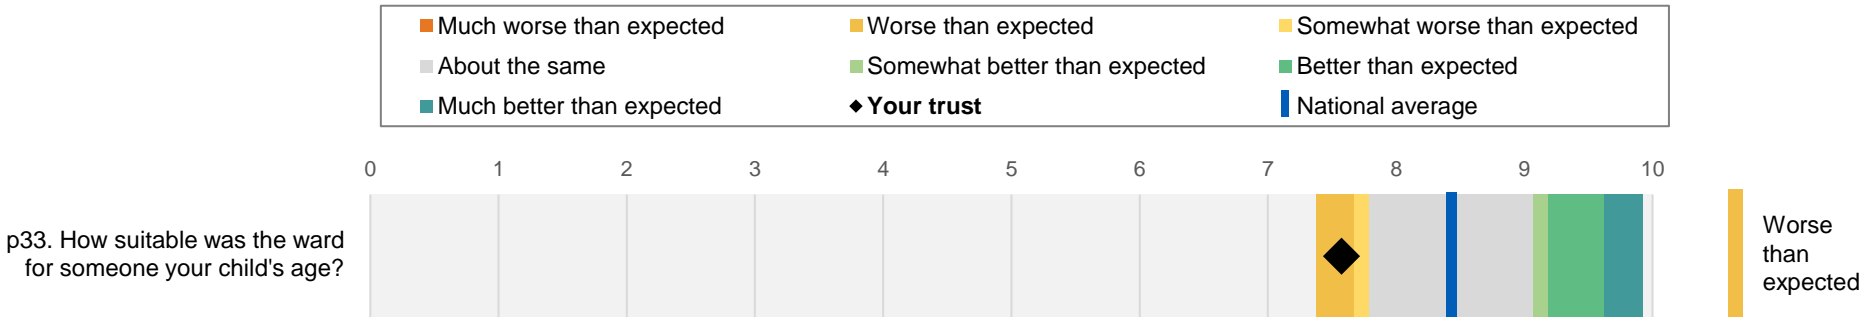 Much worse than expected
Worse than expected
Somewhat worse than expected
About the same
Somewhat better than expected
Better than expected
Much better than expected
Your trust
National average
0 1 2 3 4 5 6 7 8 9 10
p33. How suitable was the ward
for someone your child's age?
Worse
than
expected